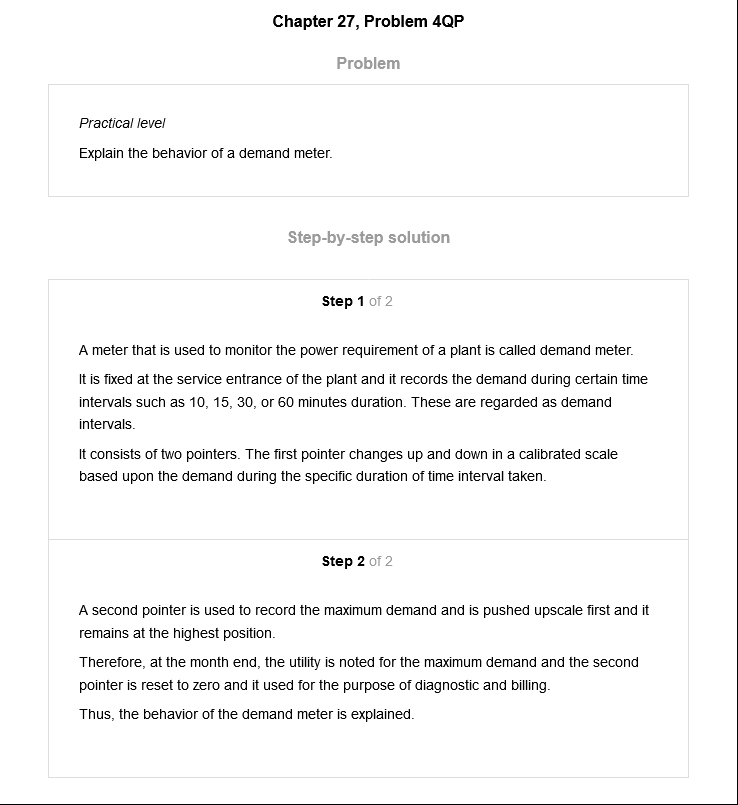 Chapter 27, Problem 4QP
Problem
Practical level
Explain the behavior of a demand meter.
Step-by-step solution
Step 1 of 2
A meter that is used to monitor the power requirement of a plant is called demand meter.
It is fixed at the service entrance of the plant and it records the demand during certain time
intervals such as 10, 15, 30, or 60 minutes duration. These are regarded as demand
intervals.
It consists of two pointers. The first pointer changes up and down in a calibrated scale
based upon the demand during the specific duration of time interval taken.
Step 2 of 2
A second pointer is used to record the maximum demand and is pushed upscale first and it
remains at the highest position.
Therefore, at the month end, the utility is noted for the maximum demand and the second
pointer is reset to zero and it used for the purpose of diagnostic and billing.
Thus, the behavior of the demand meter is explained.